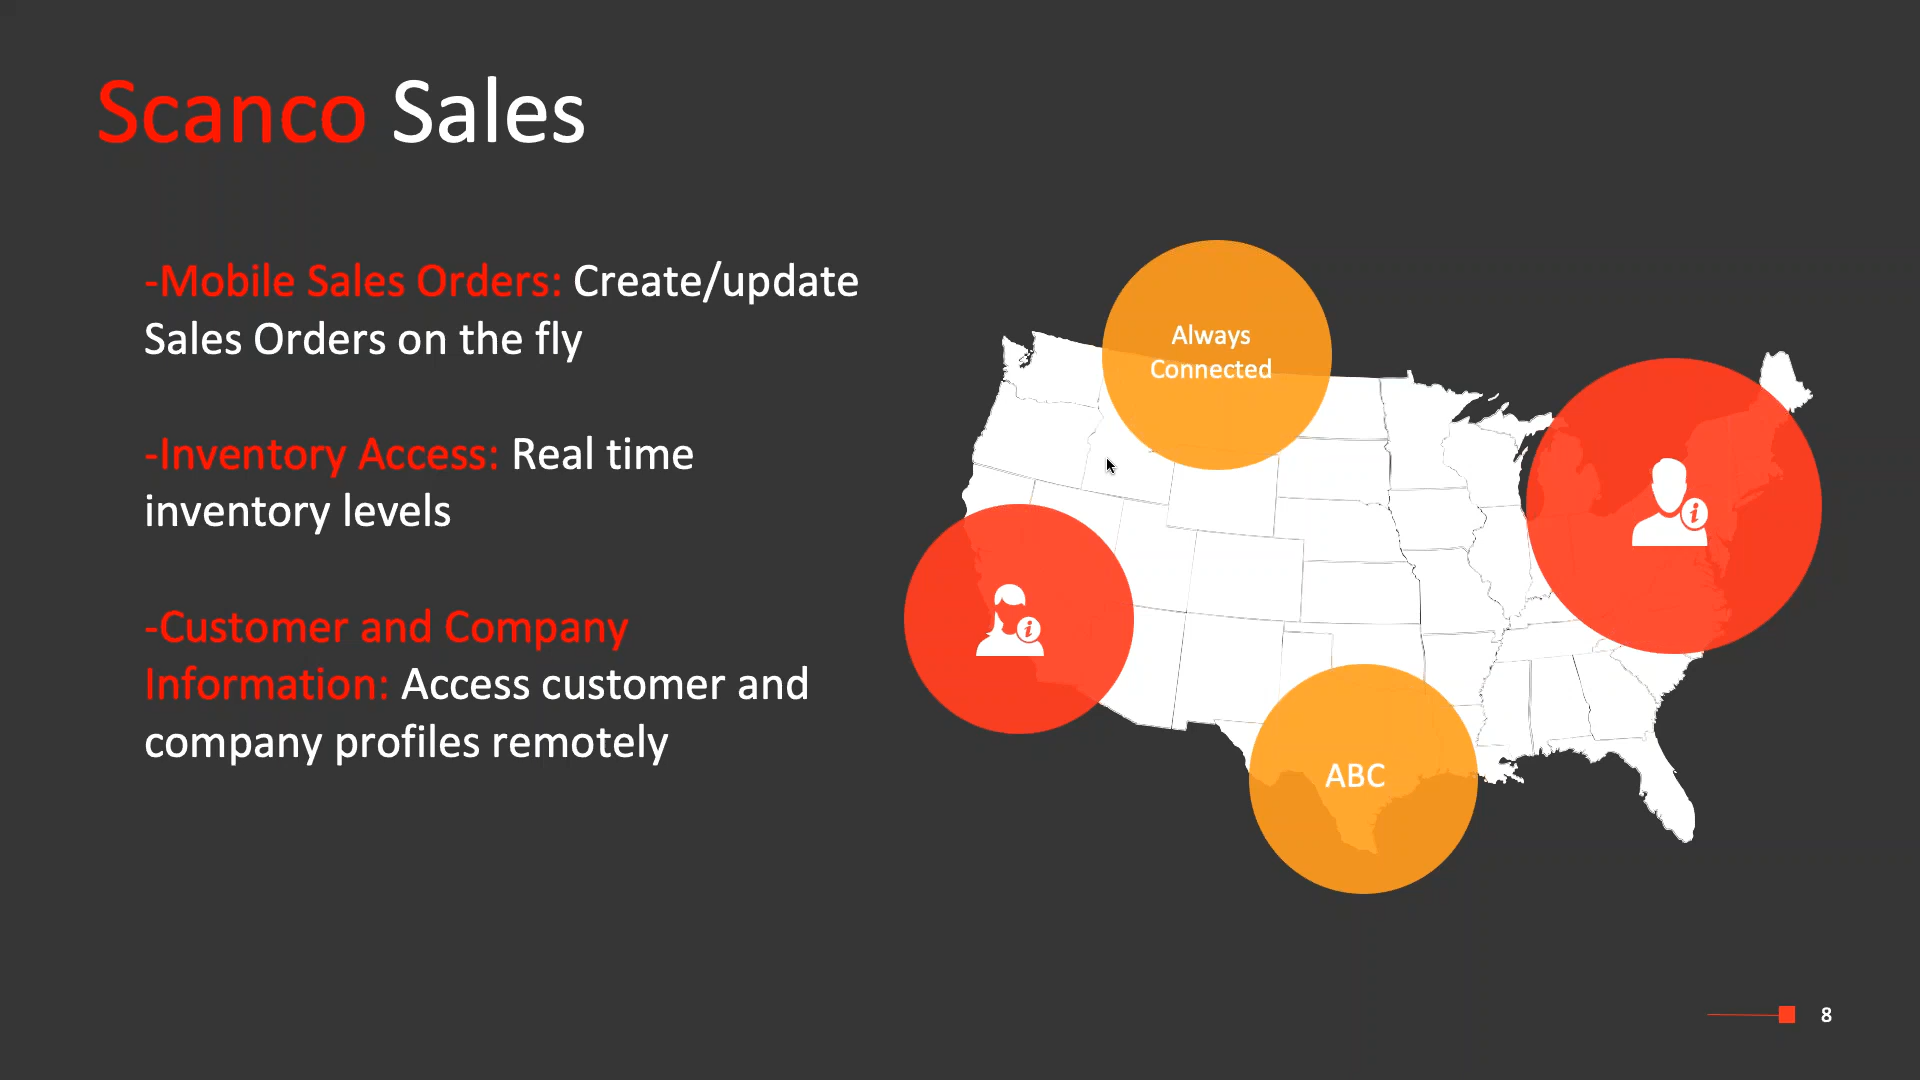 Scanco Sales
-Mobile Sales Orders: Create/update
Sales Orders on the fly
-Inventory Access: Real time
inventory levels
-Customer and Company
Information: Access customer and
company profiles remotely
Always
Connected
i
i
ABC
8